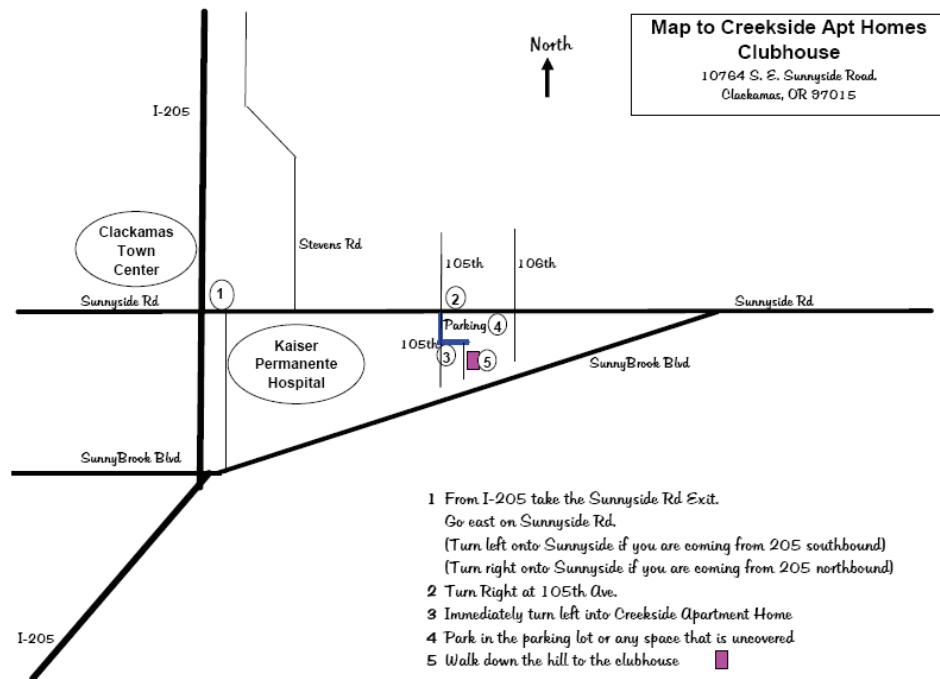 Map to Creekside Apt Homes
Clubhouse
10764 S. E. Sunnyside Road.
Clackamas, OR 97015
North
I-205
Clackamas
Town
Center
Stevens Rd
105th
106th
1
2
Sunnyside Rd
Sunnyside Rd
Parking
4
105th
3
5
Kaiser
Permanente
Hospital
SunnyBrook Blvd
SunnyBrook Blvd
I-205
1 From I-205 take the Sunnyside Rd Exit.
Go east on Sunnyside Rd.
(Turn left onto Sunnyside if you are coming from 205 southbound)
(Turn right onto Sunnyside if you are coming from 205 northbound)
2 Turn Right at 105th Ave.
3 Immediately turn left into Creekside Apartment Home
4 Park in the parking lot or any space that is uncovered
5 Walk down the hill to the clubhouse